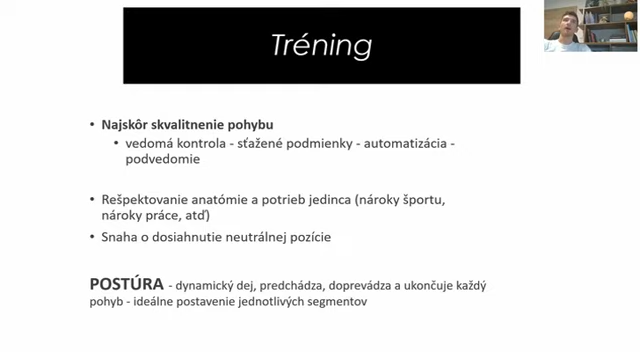 Tréning
• Najskôr skvalitnenie pohybu
• vedomá kontrola - sťažené podmienky - automatizácia -
podvedomie
• Rešpektovanie anatómie a potrieb jedinca (nároky športu,
nároky práce, atď)
• Snaha o dosiahnutie neutrálnej pozície
POSTÚRA - dynamický dej, predchádza, doprevádza a ukončuje každý
pohyb - ideálne postavenie jednotlivých segmentov